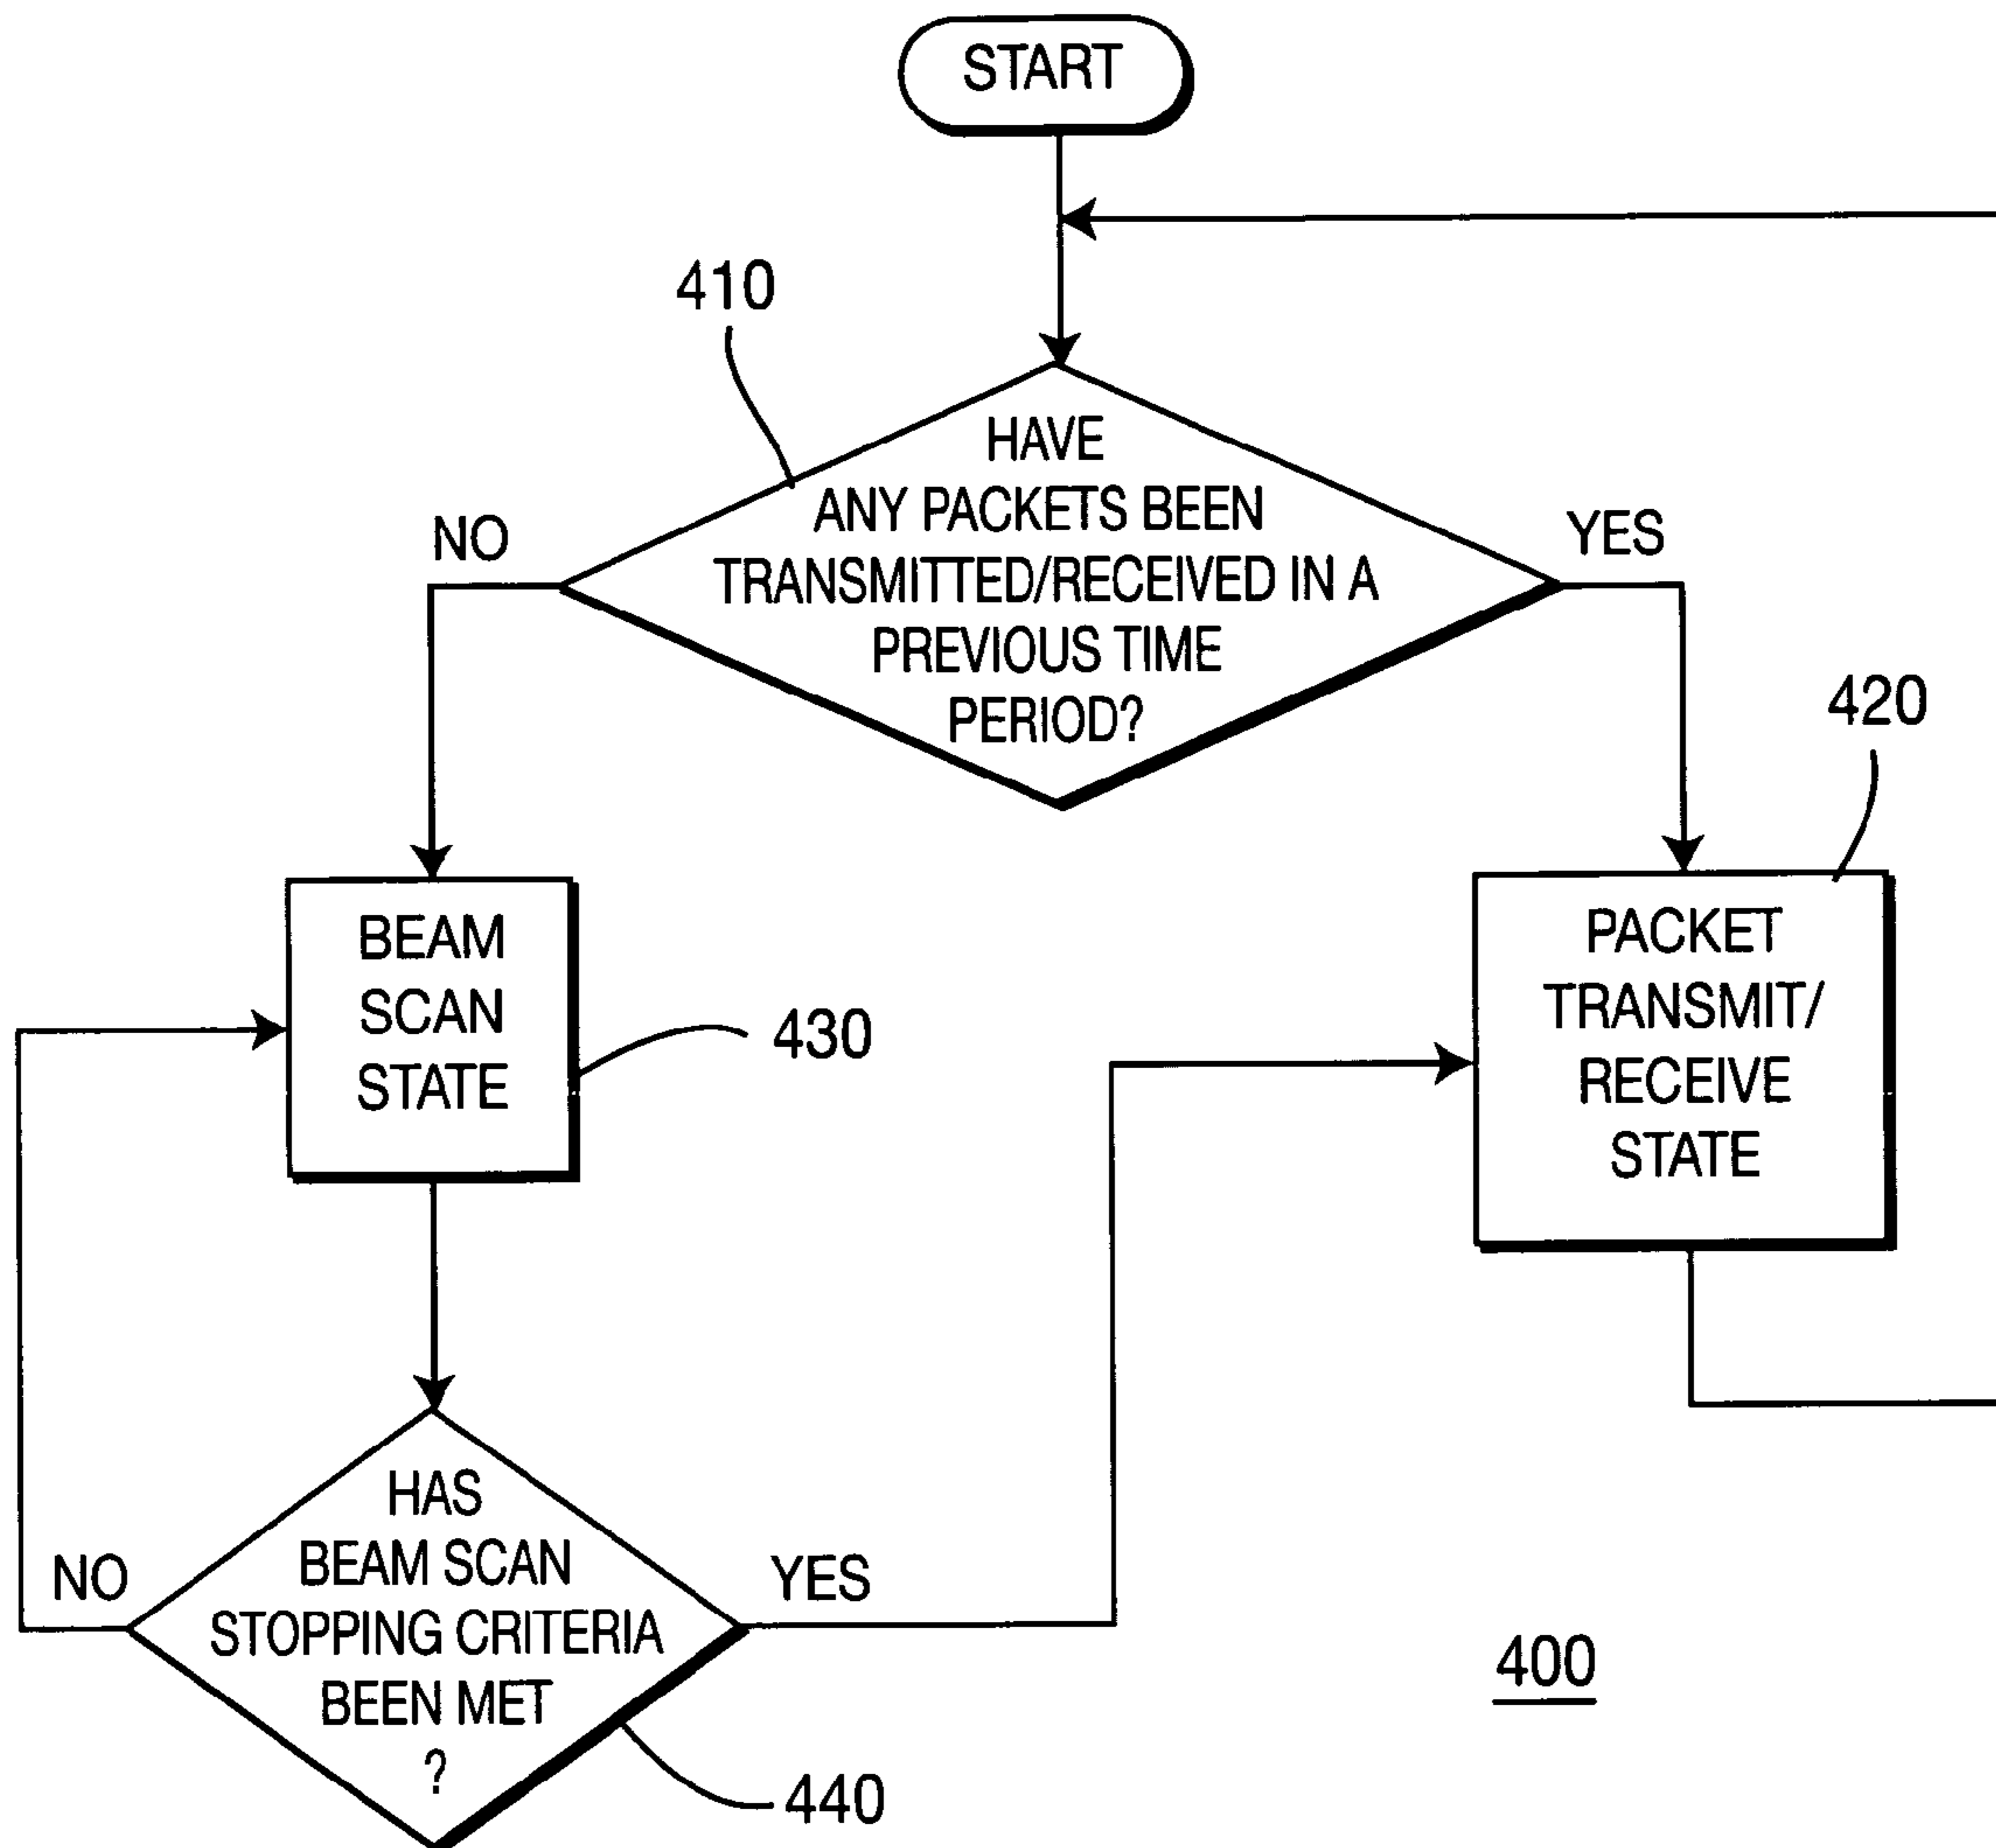 START
410
HAVE
ANY PACKETS BEEN
TRANSMITTED/RECEIVED IN A
PREVIOUS TIME
PERIOD?
NO
YES
420
BEAM
SCAN
STATE
430
PACKET
TRANSMIT/
RECEIVE
STATE
HAS
BEAM SCAN
STOPPING CRITERIA
BEEN MET
?
NO
YES
440
400